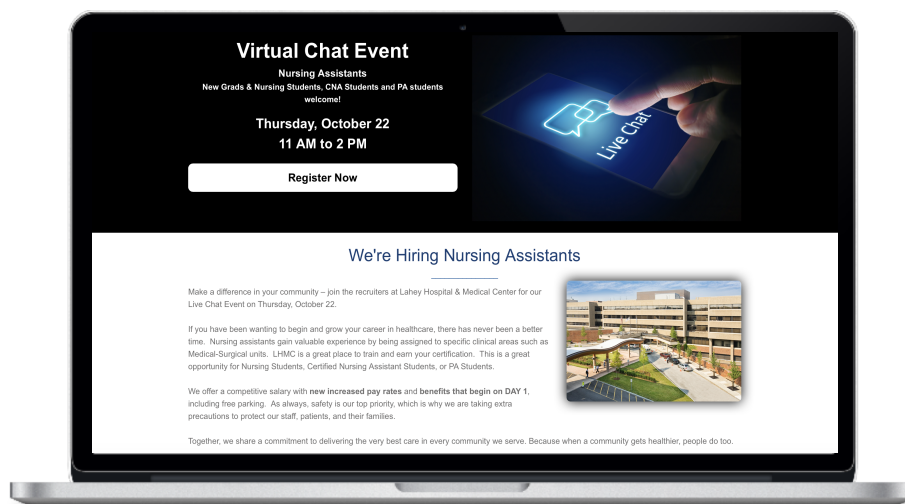 Virtual Chat Event
Nursing Assistants
New Grads & Nursing Students, CNA Students and PA students
welcome!
Thursday, October 22
11 AM to 2 PM
Register Now
Live Chat
We're Hiring Nursing Assistants
Make a difference in your community – join the recruiters at Lahey Hospital & Medical Center for our
Live Chat Event on Thursday, October 22.
If you have been wanting to begin and grow your career in healthcare, there has never been a better
time. Nursing assistants gain valuable experience by being assigned to specific clinical areas such as
Medical-Surgical units. LHMC is a great place to train and earn your certification. This is a great
opportunity for Nursing Students, Certified Nursing Assistant Students, or PA Students.
We offer a competitive salary with new increased pay rates and benefits that begin on DAY 1,
including free parking. As always, safety is our top priority, which is why we are taking extra
precautions to protect our staff, patients, and their families.
Together, we share a commitment to delivering the very best care in every community we serve. Because when a community gets healthier, people do too.